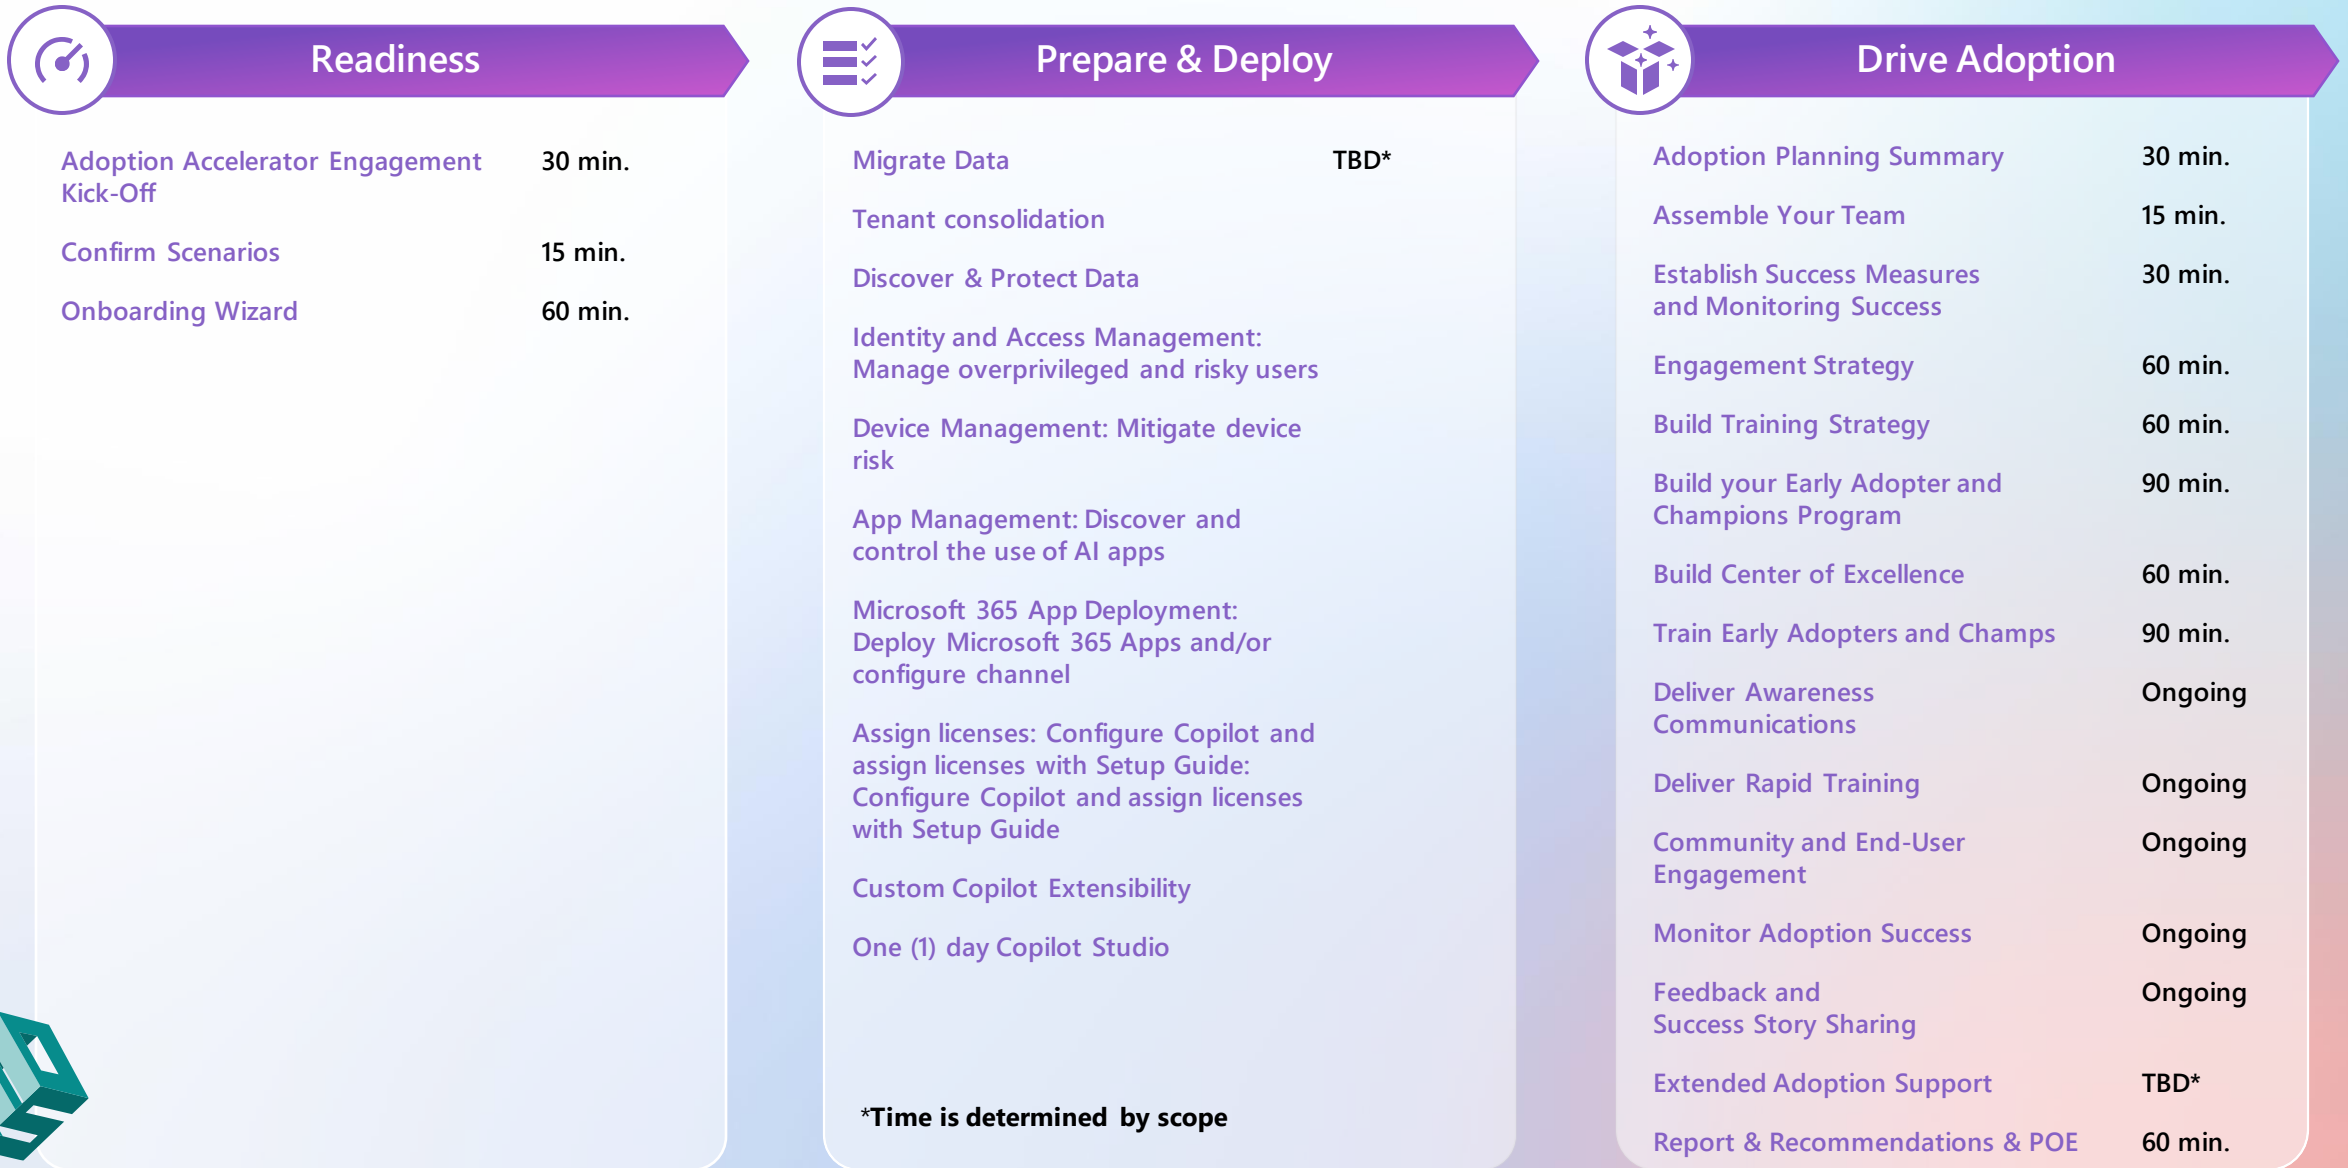 Readiness
Adoption Accelerator Engagement 30 min.
Kick-Off
Confirm Scenarios 15 min.
Onboarding Wizard 60 min.
Prepare & Deploy
Migrate Data TBD*
Tenant consolidation
Discover & Protect Data
Identity and Access Management:
Manage overprivileged and risky users
Device Management: Mitigate device
risk
App Management: Discover and
control the use of AI apps
Microsoft 365 App Deployment:
Deploy Microsoft 365 Apps and/or
configure channel
Assign licenses: Configure Copilot and
assign licenses with Setup Guide:
Configure Copilot and assign licenses
with Setup Guide
Custom Copilot Extensibility
One (1) day Copilot Studio
*Time is determined by scope
Drive Adoption
Adoption Planning Summary 30 min.
Assemble Your Team 15 min.
Establish Success Measures 30 min.
and Monitoring Success
Engagement Strategy 60 min.
Build Training Strategy 60 min.
Build your Early Adopter and 90 min.
Champions Program
Build Center of Excellence 60 min.
Train Early Adopters and Champs 90 min.
Deliver Awareness Ongoing
Communications
Deliver Rapid Training Ongoing
Community and End-User Ongoing
Engagement
Monitor Adoption Success Ongoing
Feedback and Ongoing
Success Story Sharing
Extended Adoption Support TBD*
Report & Recommendations & POE 60 min.